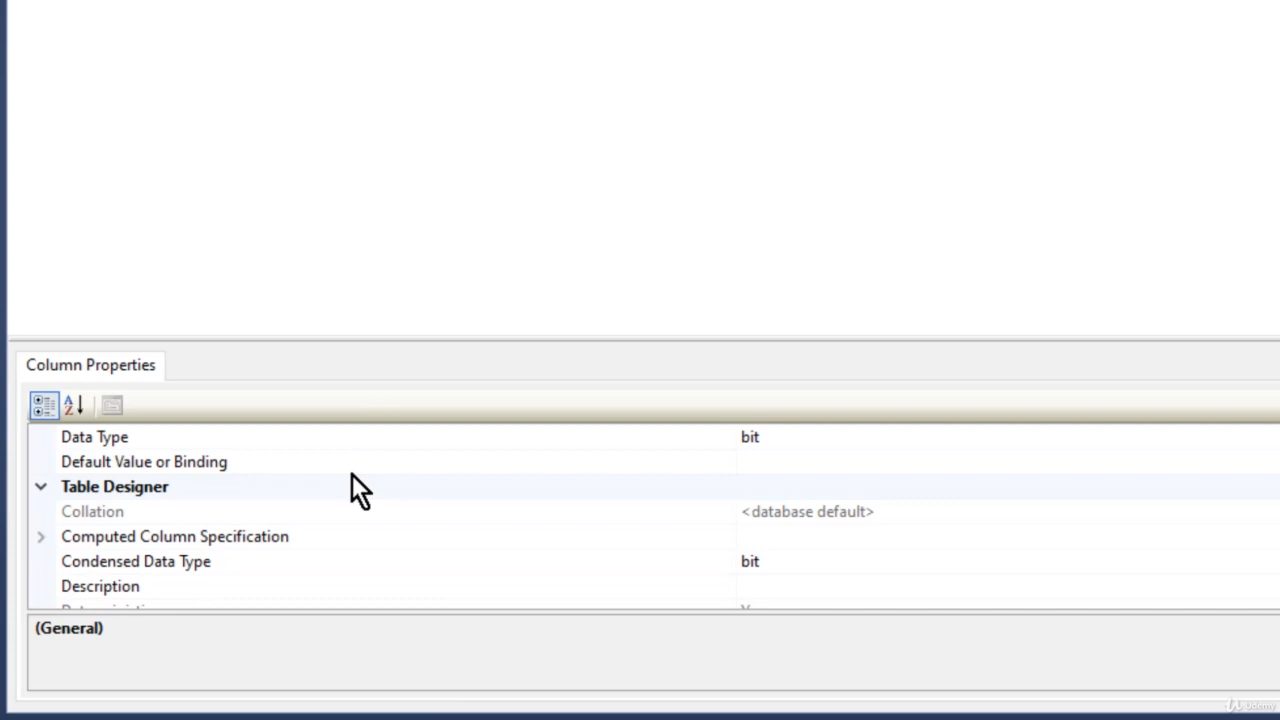 Column Properties
Data Type bit
Default Value or Binding
Table Designer
Collation <database default>
Computed Column Specification
Condensed Data Type bit
Description
(General)
Udemy